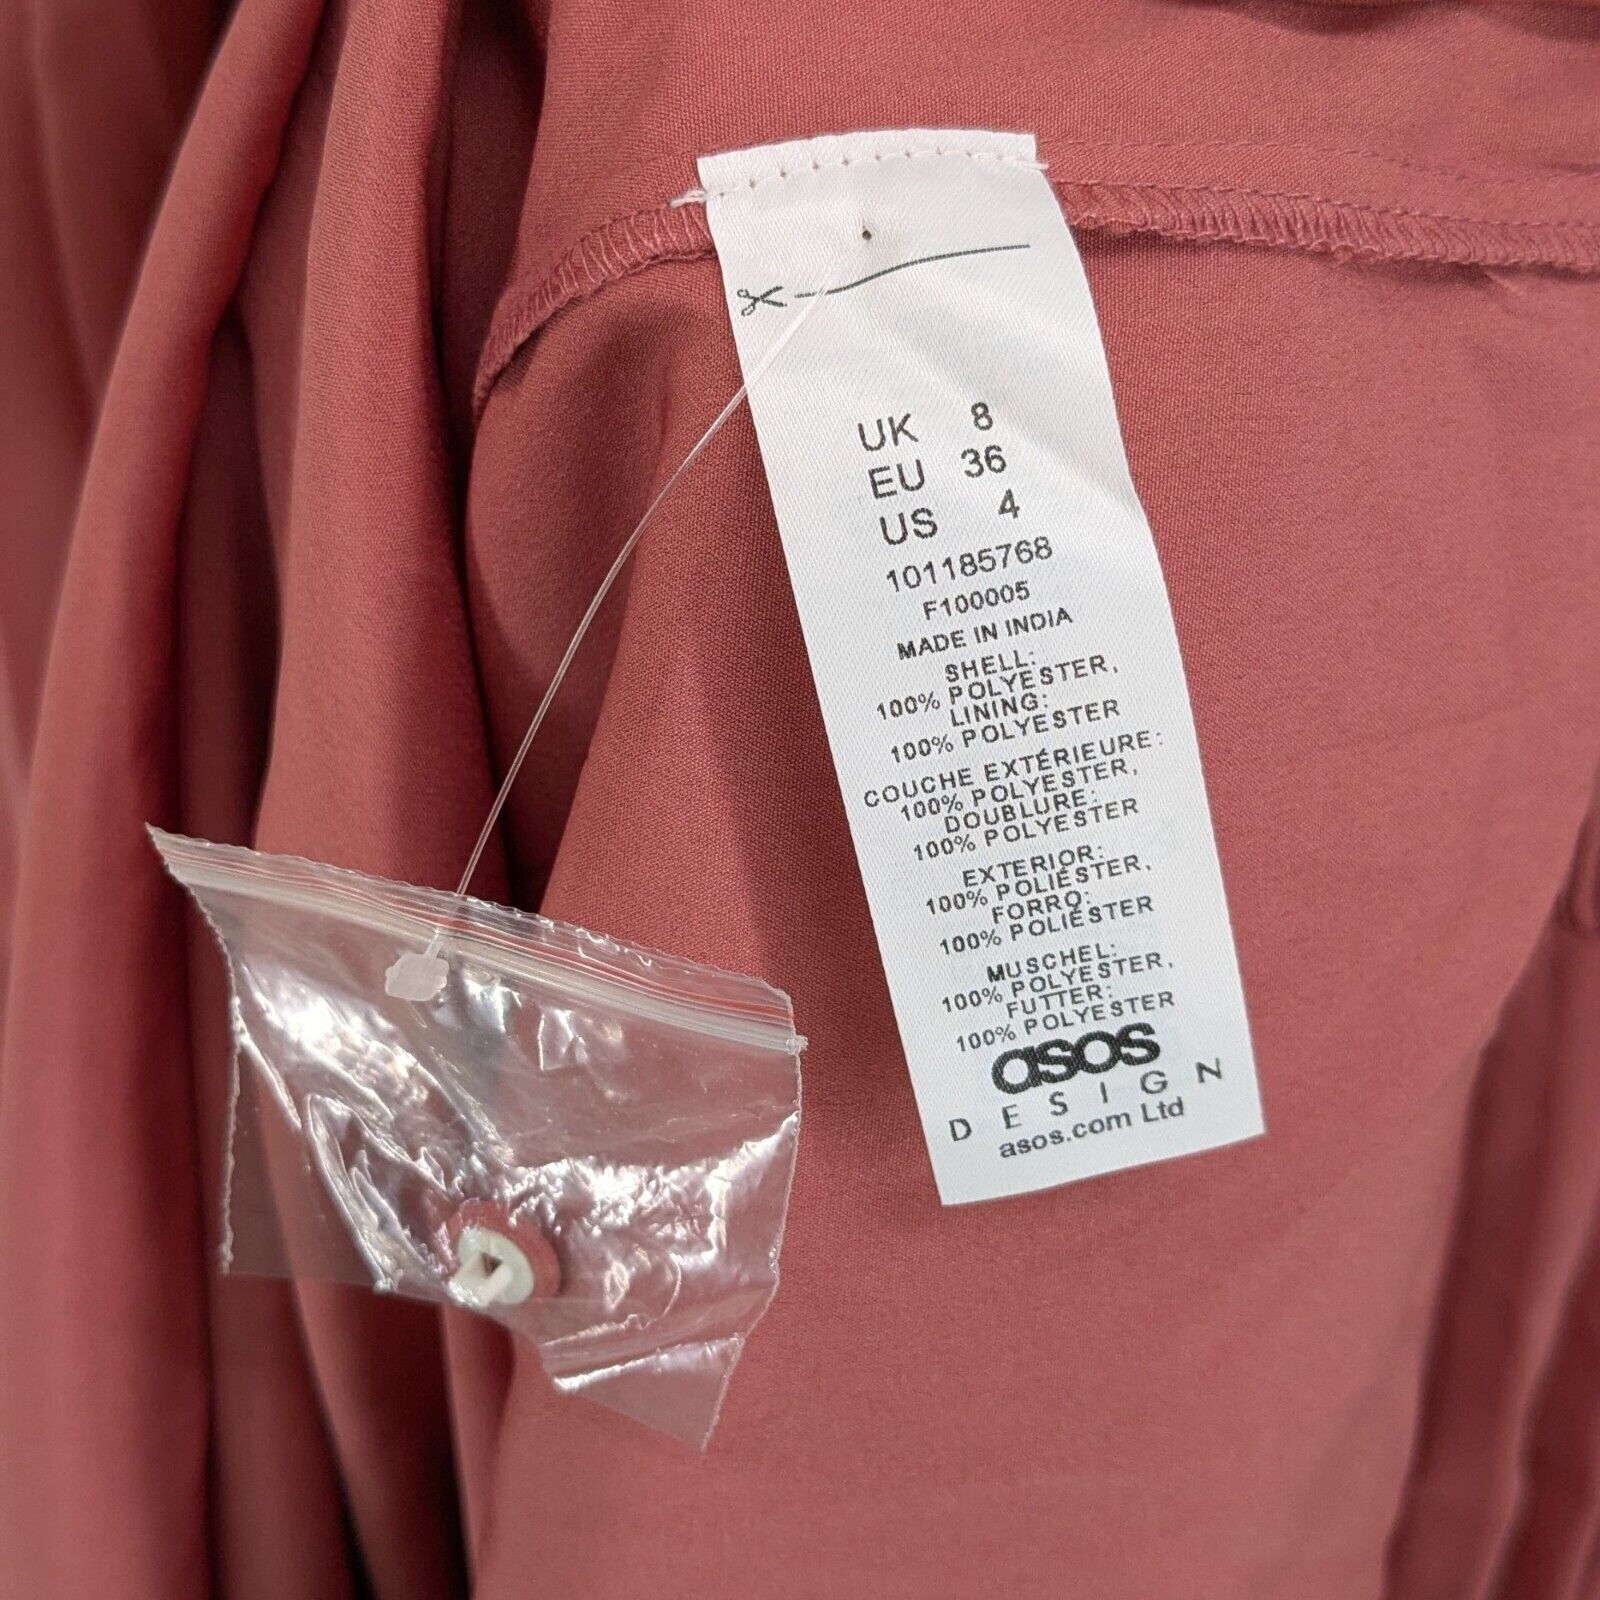 UK 8
EU 36
US 4
101185768
F100005
MADE IN INDIA
SHELL:
100% POLYESTER,
LINING:
100% POLYESTER
COUCHE EXTÉRIEURE:
100% POLYESTER,
DOUBLURE:
100% POLYESTER
EXTERIOR:
100% POLIÉSTER,
FORRO:
100% POLIÉSTER
MUSCHEL:
100% POLYESTER,
FUTTER:
100% POLYESTER
asos
DESIGN
asos.com Ltd